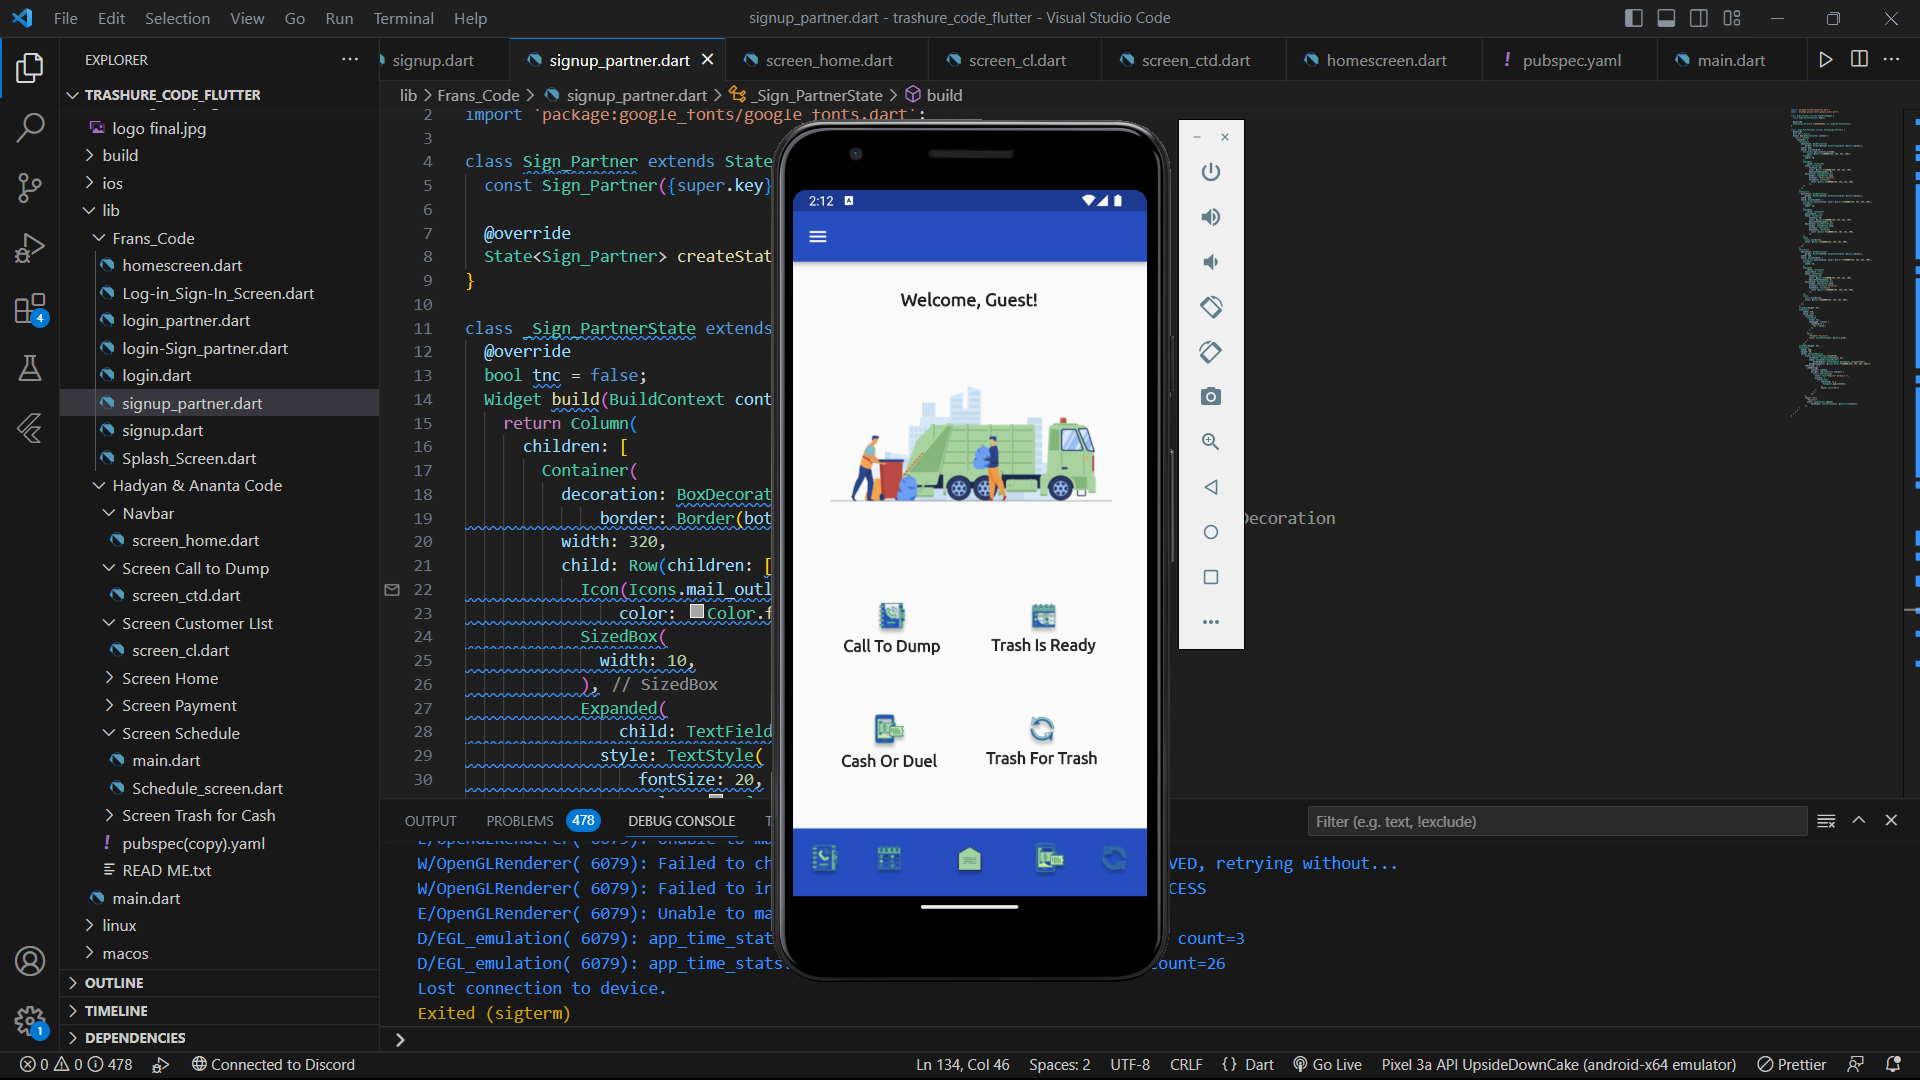 File Edit Selection View Go Run Terminal Help
signup_partner.dart - trashure_code_flutter - Visual Studio Code
EXPLORER
signup.dart
signup_partner.dart
screen_home.dart
screen_cl.dart
screen_ctd.dart
homescreen.dart
! pubspec.yaml
main.dart
TRASHURE_CODE_FLUTTER
lib > Frans_Code > signup_partner.dart > _Sign_PartnerState > build
logo final.jpg
build
ios
lib
Frans_Code
homescreen.dart
Log-in_Sign-In_Screen.dart
login_partner.dart
login-Sign_partner.dart
login.dart
signup_partner.dart
signup.dart
Splash_Screen.dart
Hadyan & Ananta Code
Navbar
screen_home.dart
Screen Call to Dump
screen_ctd.dart
Screen Customer LIst
screen_cl.dart
Screen Home
Screen Payment
Screen Schedule
main.dart
Schedule_screen.dart
Screen Trash for Cash
! pubspec(copy).yaml
READ ME.txt
main.dart
linux
macos
OUTLINE
TIMELINE
DEPENDENCIES
2 import 'package:google_fonts/google_fonts.dart';
3
4 class Sign_Partner extends State
5 const Sign_Partner({super.key}
6
7 @override
8 State<Sign_Partner> createStat
9 }
10
11 class _Sign_PartnerState extends
12 @override
13 bool tnc = false;
14 Widget build(BuildContext cont
15 return Column(
16 children: [
17 Container(
18 decoration: BoxDecorat
19 border: Border(bot
Decoration
20 width: 320,
21 child: Row(children: [
22 Icon(Icons.mail_outl
23 color: Color.f
24 SizedBox(
25 width: 10,
26 ), // SizedBox
27 Expanded(
28 child: TextField
29 style: TextStyle(
30 fontSize: 20,
2:12
Welcome, Guest!
Call To Dump
Trash Is Ready
Cash Or Duel
Trash For Trash
OUTPUT PROBLEMS 478 DEBUG CONSOLE T
Filter (e.g. text, !exclude)
W/OpenGLRenderer( 6079): Failed to ch
VED, retrying without...
W/OpenGLRenderer( 6079): Failed to in
CESS
E/OpenGLRenderer( 6079): Unable to ma
D/EGL_emulation( 6079): app_time_stat
count=3
D/EGL_emulation( 6079): app_time_stats:
ount=26
Lost connection to device.
Exited (sigterm)
4
1
0 0 478 Connected to Discord
Ln 134, Col 46 Spaces: 2 UTF-8 CRLF {} Dart Go Live Pixel 3a API UpsideDownCake (android-x64 emulator) Prettier